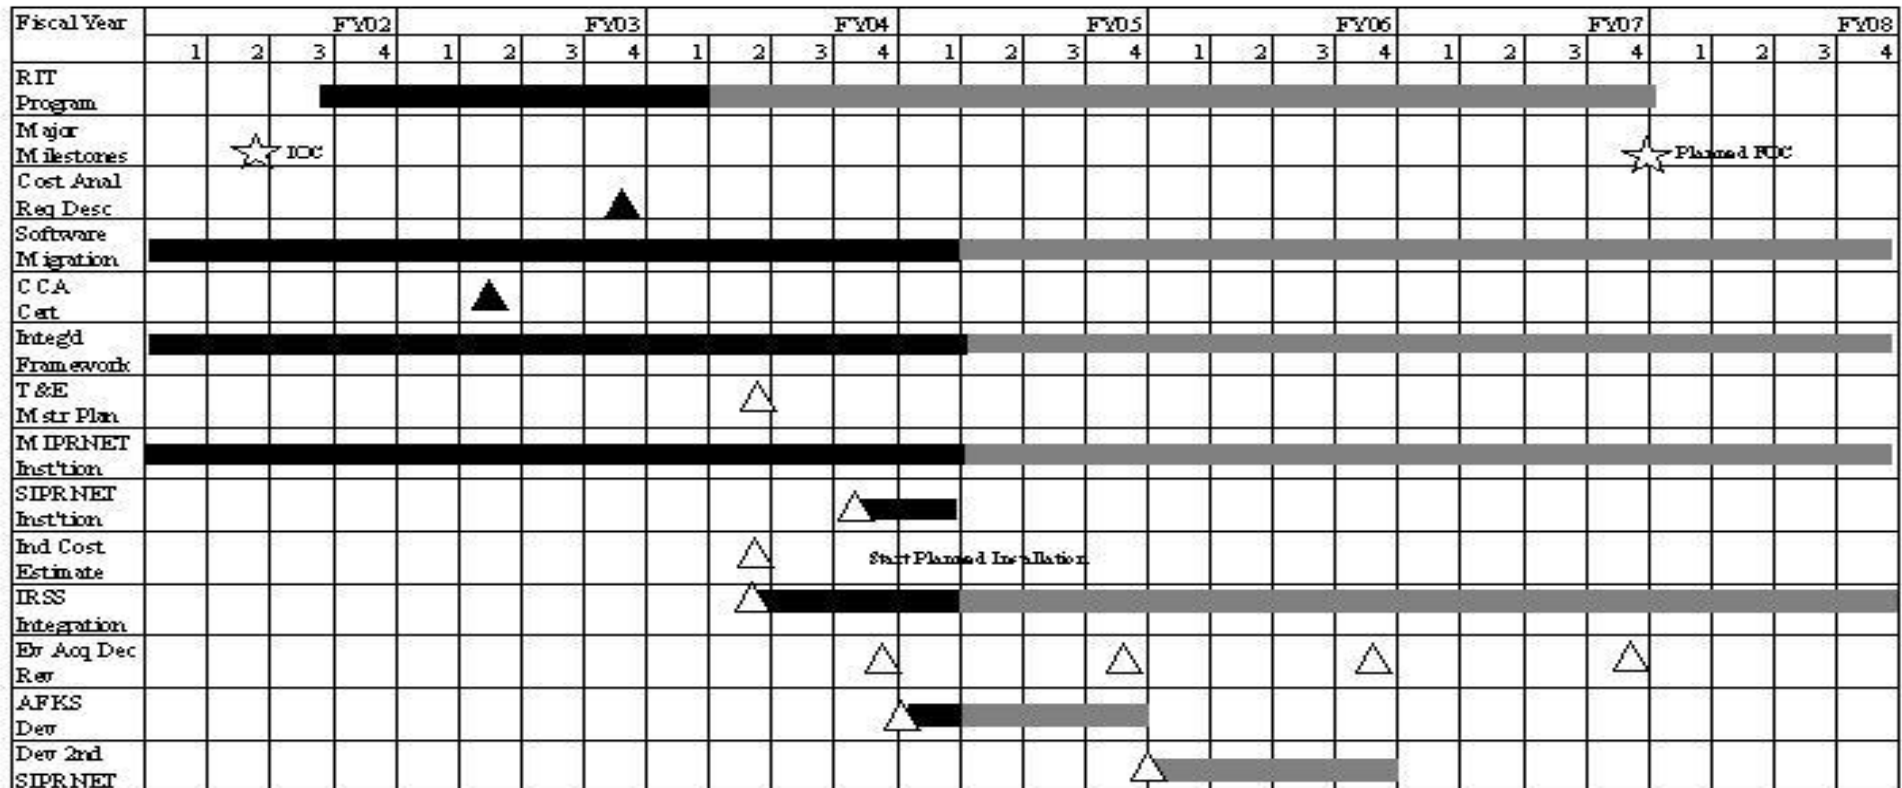 Fiscal Year FY02 FY03 FY04 FY05 FY06 FY07 FY08
1 2 3 4 1 2 3 4 1 2 3 4 1 2 3 4 1 2 3 4 1 2 3 4 1 2 3 4
RIT
Program
Major
Milestones
IOC
Planned FOC
Cost Anal
Req Desc
Software
Migration
CCA
Cert
Integ'd
Framework
T&E
Mstr Plan
MIPRNET
Inst'tion
SIPRNET
Inst'tion
Ind Cost
Estimate
Start Planned Installation
IRSS
Integration
Ev Acq Dec
Rev
AFKS
Dev
Dev 2nd
SIPRNET